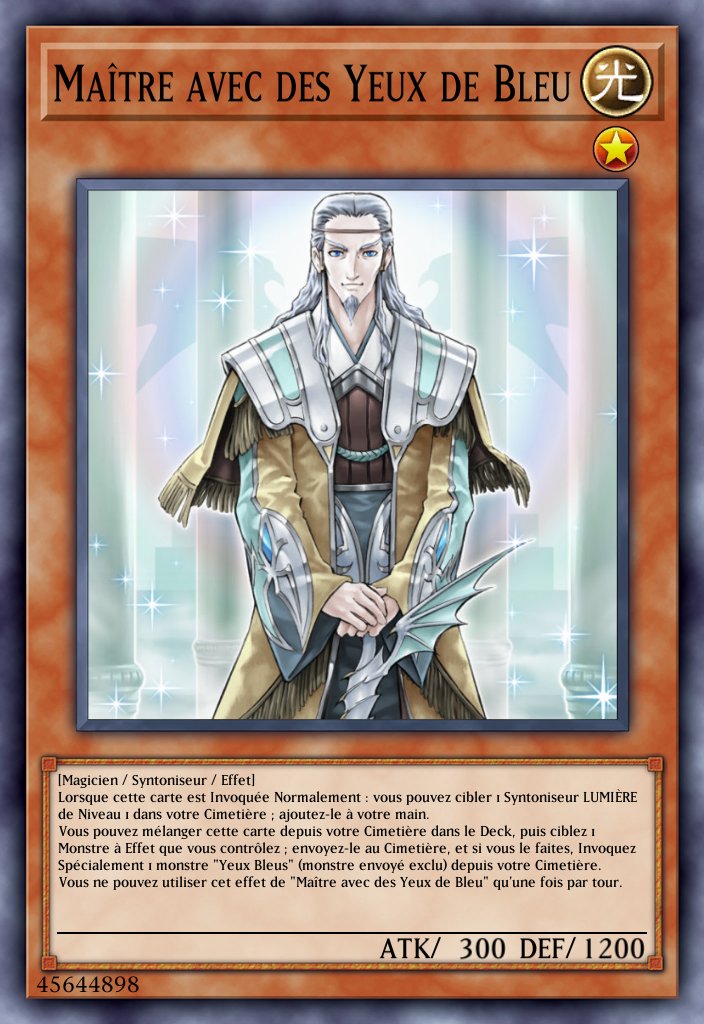 Maître avec des Yeux de Bleu
光
[Magicien / Syntoniseur / Effet]
Lorsque cette carte est Invoquée Normalement : vous pouvez cibler 1 Syntoniseur LUMIÈRE
de Niveau 1 dans votre Cimetière ; ajoutez-le à votre main.
Vous pouvez mélanger cette carte depuis votre Cimetière dans le Deck, puis ciblez 1
Monstre à Effet que vous contrôlez ; envoyez-le au Cimetière, et si vous le faites, Invoquez
Spécialement 1 monstre "Yeux Bleus" (monstre envoyé exclu) depuis votre Cimetière.
Vous ne pouvez utiliser cet effet de "Maître avec des Yeux de Bleu" qu'une fois par tour.
ATK/ 300 DEF/1200
45644898